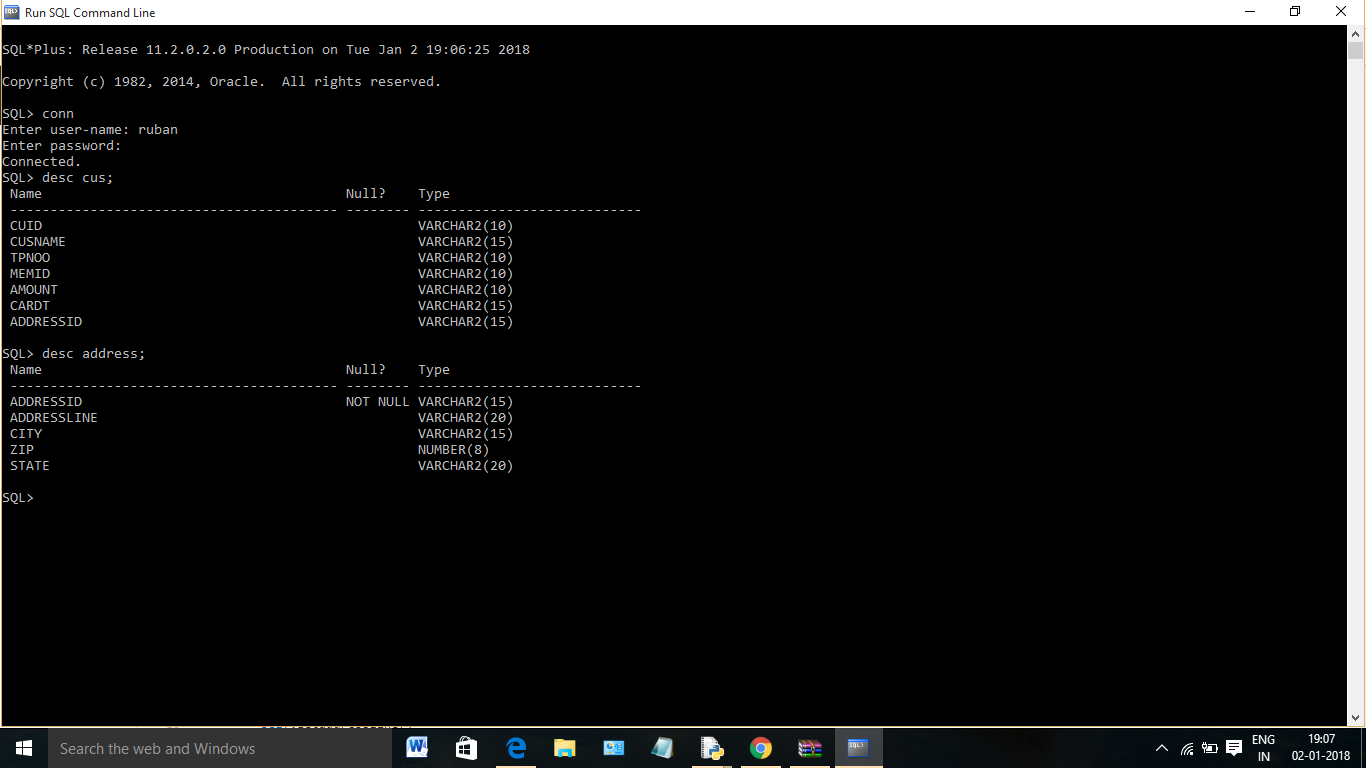 Run SQL Command Line
SQL*Plus: Release 11.2.0.2.0 Production on Tue Jan 2 19:06:25 2018
Copyright (c) 1982, 2014, Oracle.  All rights reserved.
SQL> conn
Enter user-name: ruban
Enter password:
Connected.
SQL> desc cus;
Name Null? Type
----------------------------------------- -------- ----------------------------
CUID VARCHAR2(10)
CUSNAME VARCHAR2(15)
TPNOO VARCHAR2(10)
MEMID VARCHAR2(10)
AMOUNT VARCHAR2(10)
CARDT VARCHAR2(15)
ADDRESSID VARCHAR2(15)
SQL> desc address;
Name Null? Type
----------------------------------------- -------- ----------------------------
ADDRESSID NOT NULL VARCHAR2(15)
ADDRESSLINE VARCHAR2(20)
CITY VARCHAR2(15)
ZIP NUMBER(8)
STATE VARCHAR2(20)
SQL>
Search the web and Windows
ENG
IN
19:07
02-01-2018